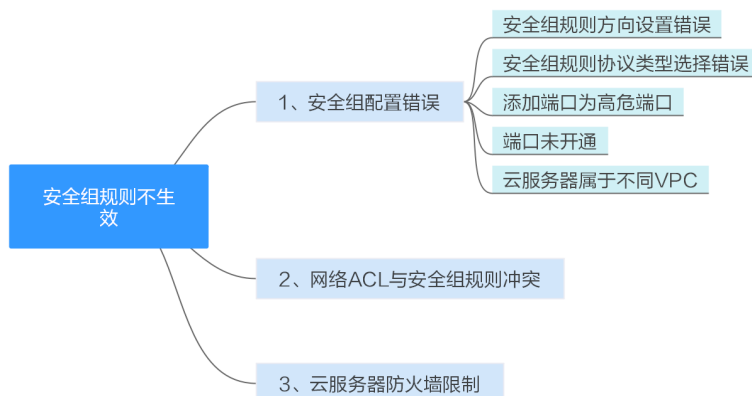 安全组规则不生
效
1、安全组配置错误
安全组规则方向设置错误
安全组规则协议类型选择错误
添加端口为高危端口
端口未开通
云服务器属于不同VPC
2、网络ACL与安全组规则冲突
3、云服务器防火墙限制